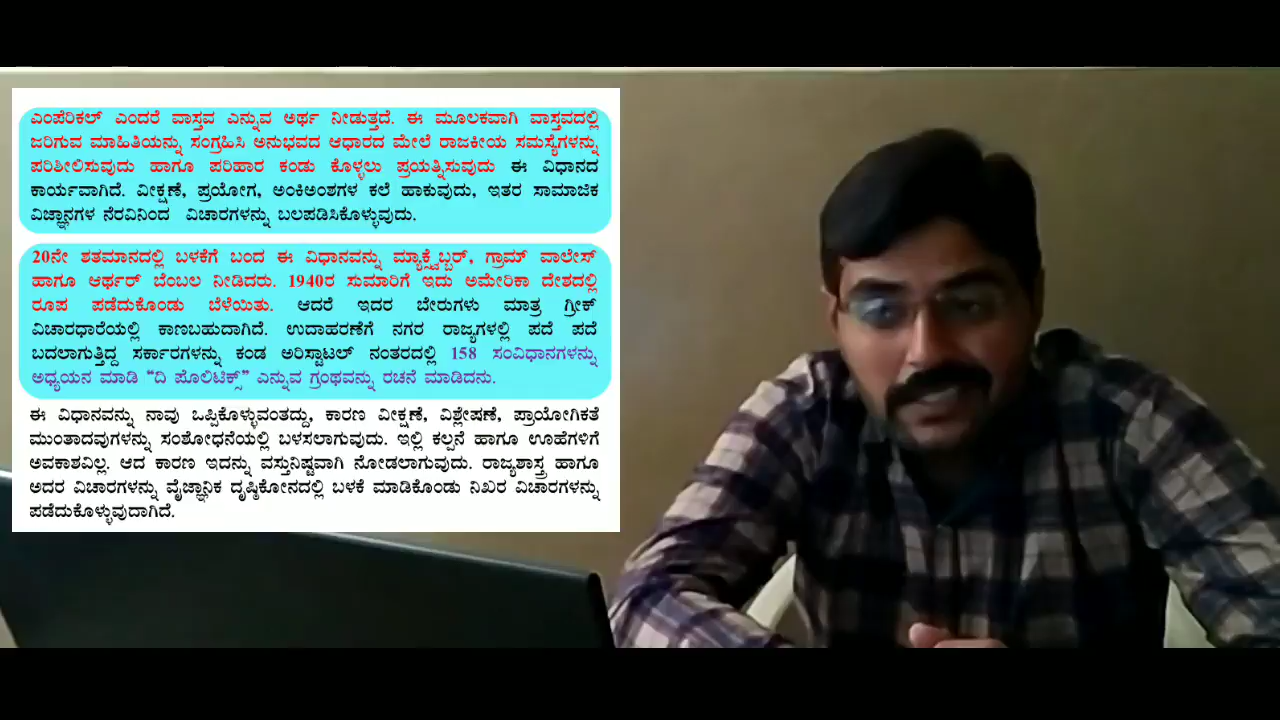 ಎಂಪೆರಿಕಲ್ ಎಂದರೆ ವಾಸ್ತವ ಎನ್ನುವ ಅರ್ಥ ನೀಡುತ್ತದೆ. ಈ ಮೂಲಕವಾಗಿ ವಾಸ್ತವದಲ್ಲಿ
ಜರಿಗುವ ಮಾಹಿತಿಯನ್ನು ಸಂಗ್ರಹಿಸಿ ಅನುಭವದ ಆಧಾರದ ಮೇಲೆ ರಾಜಕೀಯ ಸಮಸ್ಯೆಗಳನ್ನು
ಪರಿಶೀಲಿಸುವುದು ಹಾಗೂ ಪರಿಹಾರ ಕಂಡು ಕೊಳ್ಳಲು ಪ್ರಯತ್ನಿಸುವುದು ಈ ವಿಧಾನದ
ಕಾರ್ಯವಾಗಿದೆ. ವೀಕ್ಷಣೆ, ಪ್ರಯೋಗ, ಅಂಕಿಅಂಶಗಳ ಕಲೆ ಹಾಕುವುದು, ಇತರ ಸಾಮಾಜಿಕ
ವಿಜ್ಞಾನಗಳ ನೆರವಿನಿಂದ ವಿಚಾರಗಳನ್ನು ಬಲಪಡಿಸಿಕೊಳ್ಳುವುದು.
20ನೇ ಶತಮಾನದಲ್ಲಿ ಬಳಕೆಗೆ ಬಂದ ಈ ವಿಧಾನವನ್ನು ಮ್ಯಾಕ್ಸ್ವೆಬ್ಬರ್, ಗ್ರಾಮ್ ವಾಲೇಸ್
ಹಾಗೂ ಆರ್ಥರ್ ಬೆಂಬಲ ನೀಡಿದರು. 1940ರ ಸುಮಾರಿಗೆ ಇದು ಅಮೇರಿಕಾ ದೇಶದಲ್ಲಿ
ರೂಪ ಪಡೆದುಕೊಂಡು ಬೆಳೆಯಿತು. ಆದರೆ ಇದರ ಬೇರುಗಳು ಮಾತ್ರ ಗ್ರೀಕ್
ವಿಚಾರಧಾರೆಯಲ್ಲಿ ಕಾಣಬಹುದಾಗಿದೆ. ಉದಾಹರಣೆಗೆ ನಗರ ರಾಜ್ಯಗಳಲ್ಲಿ ಪದೆ ಪದೆ
ಬದಲಾಗುತ್ತಿದ್ದ ಸರ್ಕಾರಗಳನ್ನು ಕಂಡ ಅರಿಸ್ಟಾಟಲ್ ನಂತರದಲ್ಲಿ 158 ಸಂವಿಧಾನಗಳನ್ನು
ಅಧ್ಯಯನ ಮಾಡಿ “ದಿ ಪೊಲಿಟಿಕ್ಸ್” ಎನ್ನುವ ಗ್ರಂಥವನ್ನು ರಚನೆ ಮಾಡಿದನು.
ಈ ವಿಧಾನವನ್ನು ನಾವು ಒಪ್ಪಿಕೊಳ್ಳುವಂತದ್ದು, ಕಾರಣ ವೀಕ್ಷಣೆ, ವಿಶ್ಲೇಷಣೆ, ಪ್ರಾಯೋಗಿಕತೆ
ಮುಂತಾದವುಗಳನ್ನು ಸಂಶೋಧನೆಯಲ್ಲಿ ಬಳಸಲಾಗುವುದು. ಇಲ್ಲಿ ಕಲ್ಪನೆ ಹಾಗೂ ಊಹೆಗಳಿಗೆ
ಅವಕಾಶವಿಲ್ಲ. ಆದ ಕಾರಣ ಇದನ್ನು ವಸ್ತುನಿಷ್ಟವಾಗಿ ನೋಡಲಾಗುವುದು. ರಾಜ್ಯಶಾಸ್ತ್ರ ಹಾಗೂ
ಅದರ ವಿಚಾರಗಳನ್ನು ವೈಜ್ಞಾನಿಕ ದೃಷ್ಠಿಕೋನದಲ್ಲಿ ಬಳಕೆ ಮಾಡಿಕೊಂಡು ನಿಖರ ವಿಚಾರಗಳನ್ನು
ಪಡೆದುಕೊಳ್ಳುವುದಾಗಿದೆ.